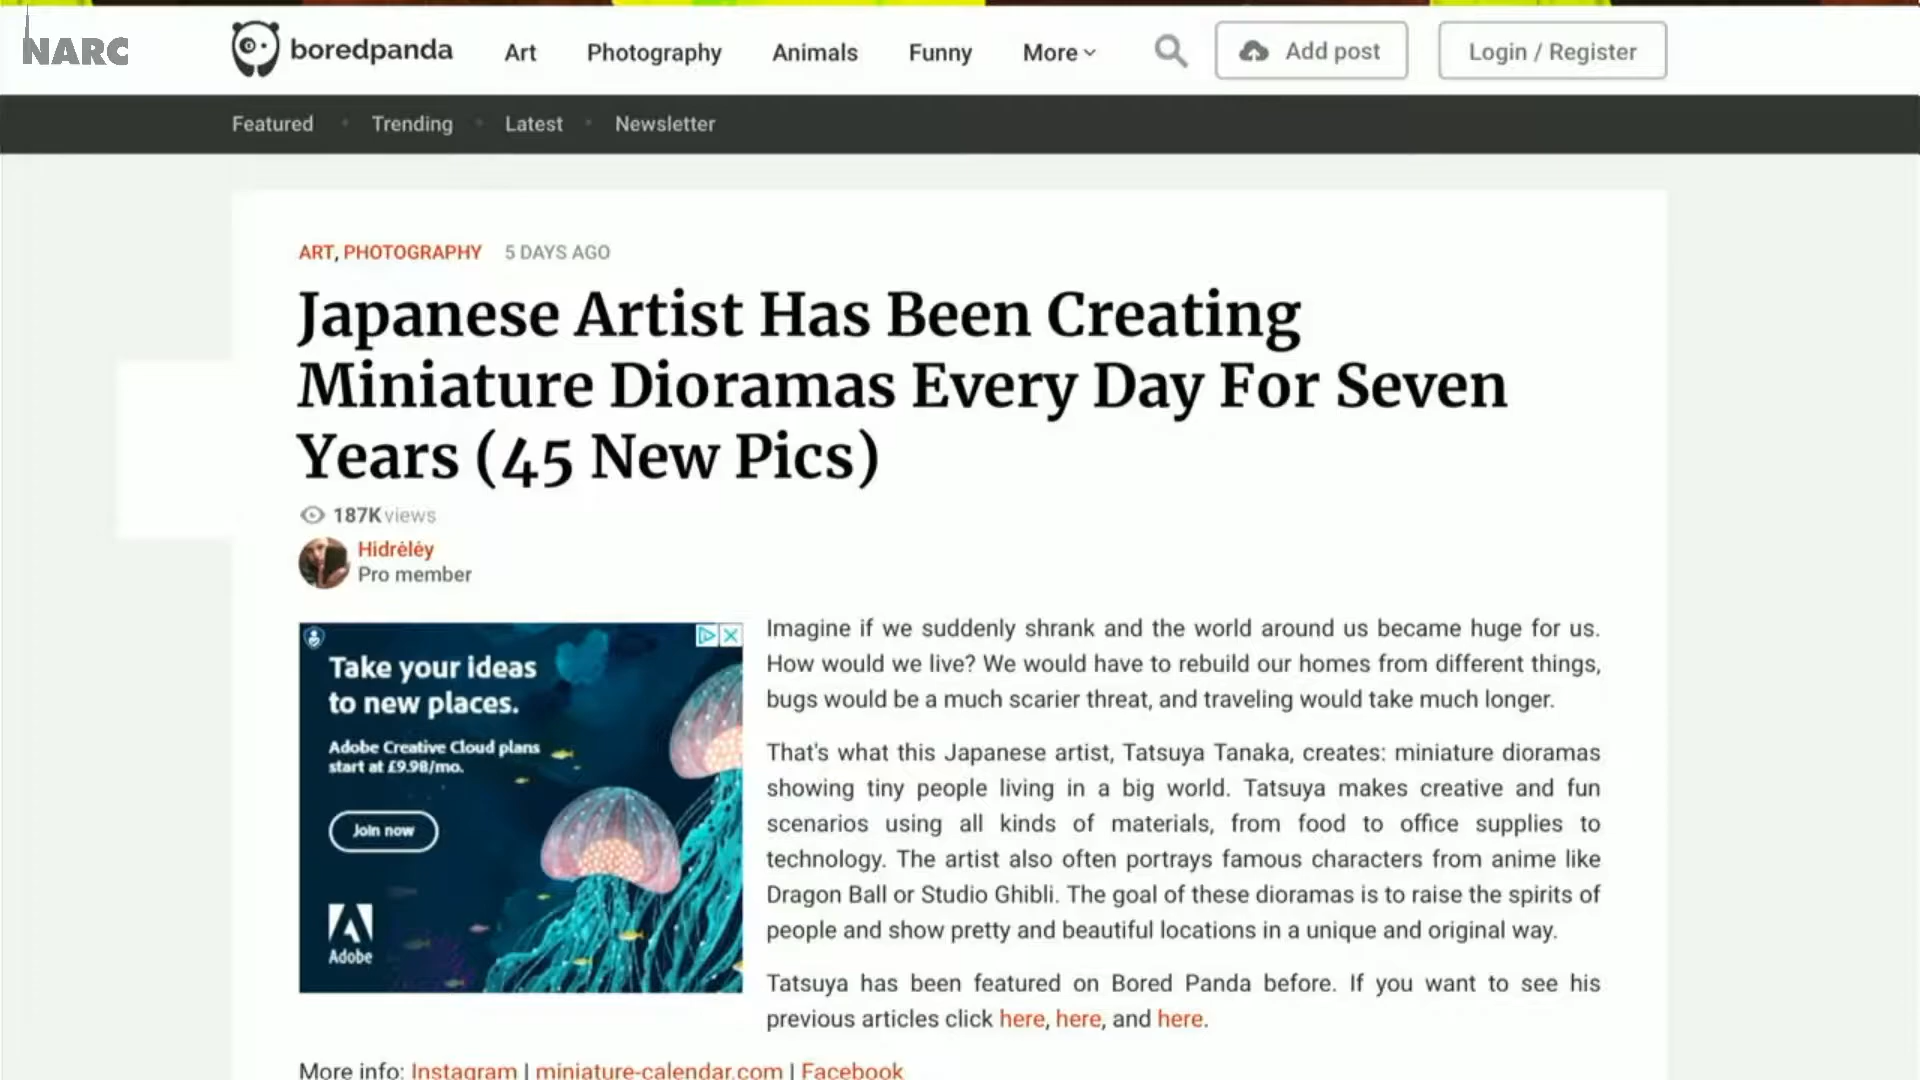 NARC
boredpanda
Art
Photography
Animals
Funny
More
Add post
Login / Register
Featured
Trending
Latest
Newsletter
ART, PHOTOGRAPHY 5 DAYS AGO
Japanese Artist Has Been Creating
Miniature Dioramas Every Day For Seven
Years (45 New Pics)
187K views
Hidrėlėy
Pro member
Take your ideas
to new places.
Adobe Creative Cloud plans
start at £9.98/mo.
Join now
Adobe
Imagine if we suddenly shrank and the world around us became huge for us.
How would we live? We would have to rebuild our homes from different things,
bugs would be a much scarier threat, and traveling would take much longer.
That's what this Japanese artist, Tatsuya Tanaka, creates: miniature dioramas
showing tiny people living in a big world. Tatsuya makes creative and fun
scenarios using all kinds of materials, from food to office supplies to
technology. The artist also often portrays famous characters from anime like
Dragon Ball or Studio Ghibli. The goal of these dioramas is to raise the spirits of
people and show pretty and beautiful locations in a unique and original way.
Tatsuya has been featured on Bored Panda before. If you want to see his
previous articles click here, here, and here.
More info: Instagram | miniature-calendar.com | Facebook